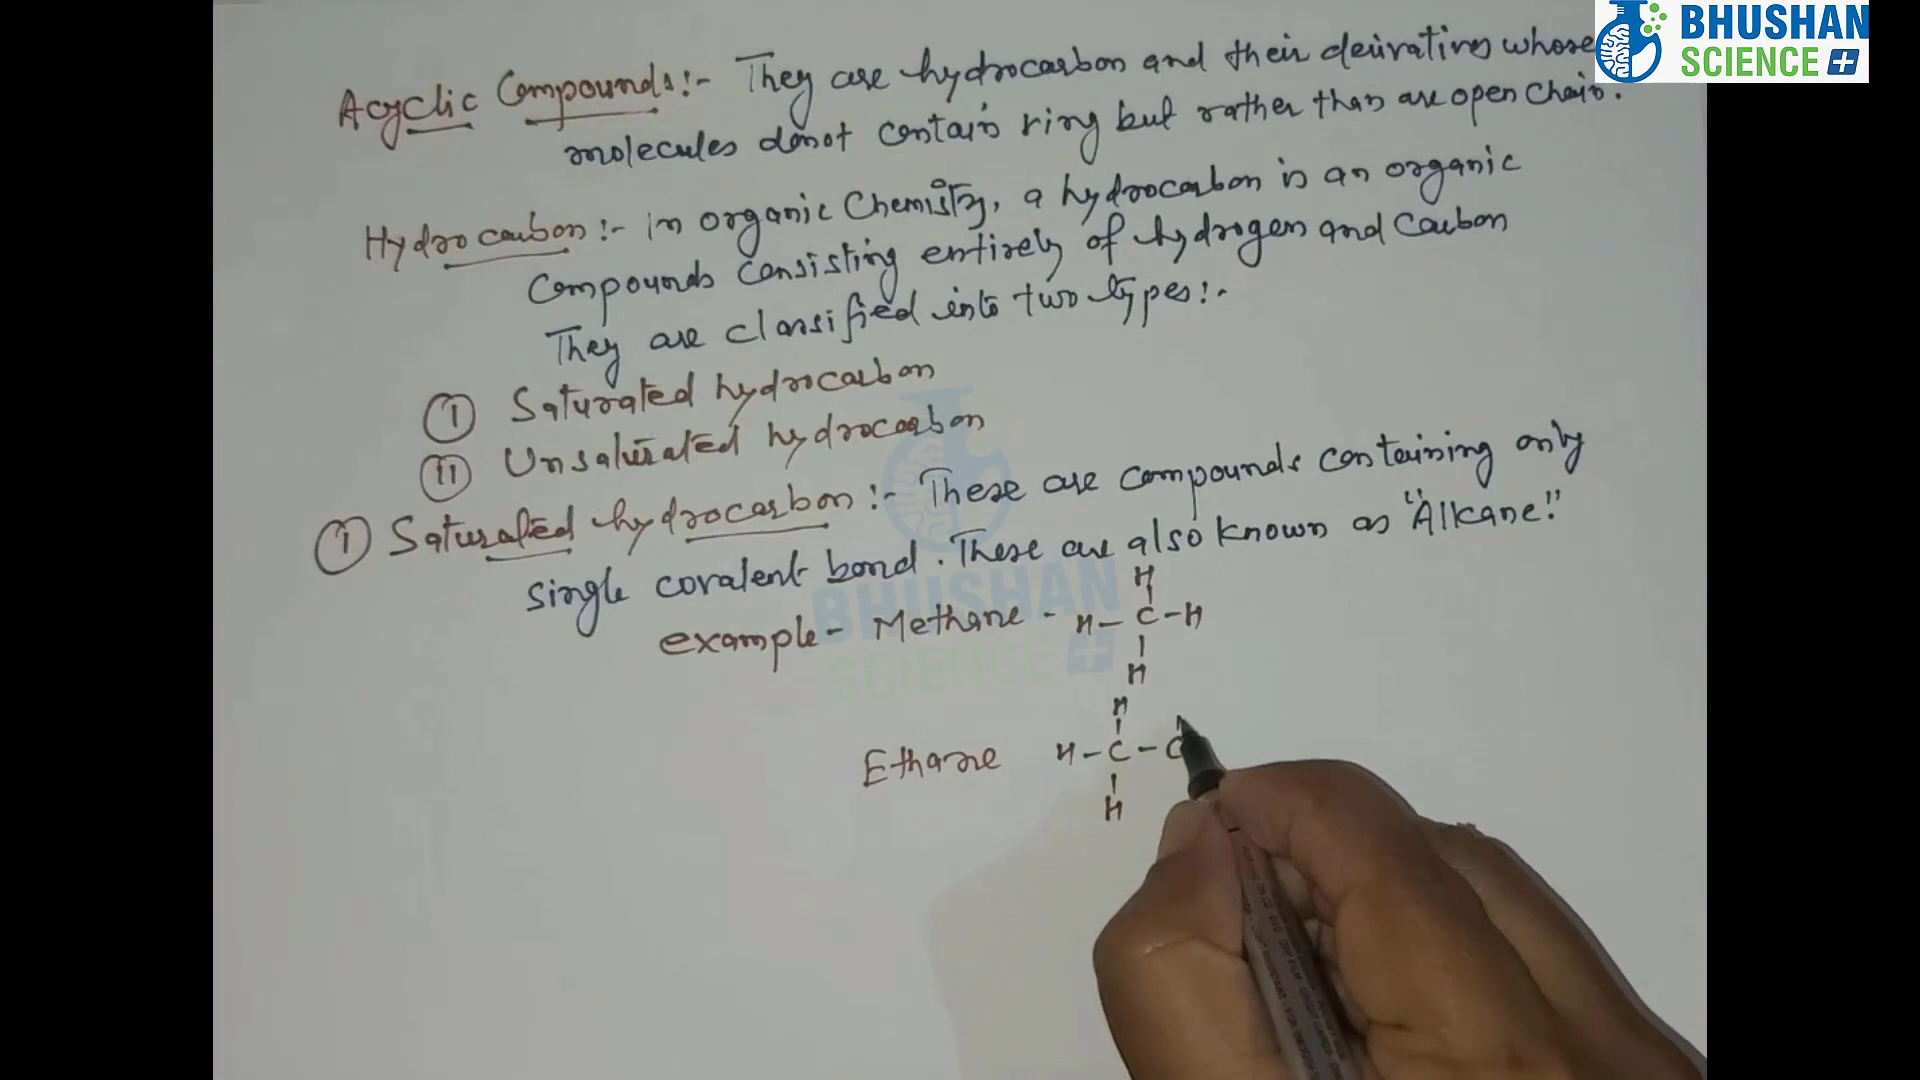 BHUSHAN
SCIENCE +
Acyclic Compounds:- They are hydrocarbon and their derivatives whose
molecules donot contain ring but rather than are open chain.
Hydrocarbon:- In organic Chemistry, a hydrocarbon is an organic
Compounds consisting entirely of hydrogen and Carbon
They are classified into two types:-
I Saturated hydrocarbon
II Unsaturated hydrocarbon
I Saturated hydrocarbon:- These are compounds containing only
single covalent bond. These are also known as "Alkane."
H
example- Methane - H-C-H
H
H
Ethane H-C-C
H
BHUSHAN
SCIENCE +